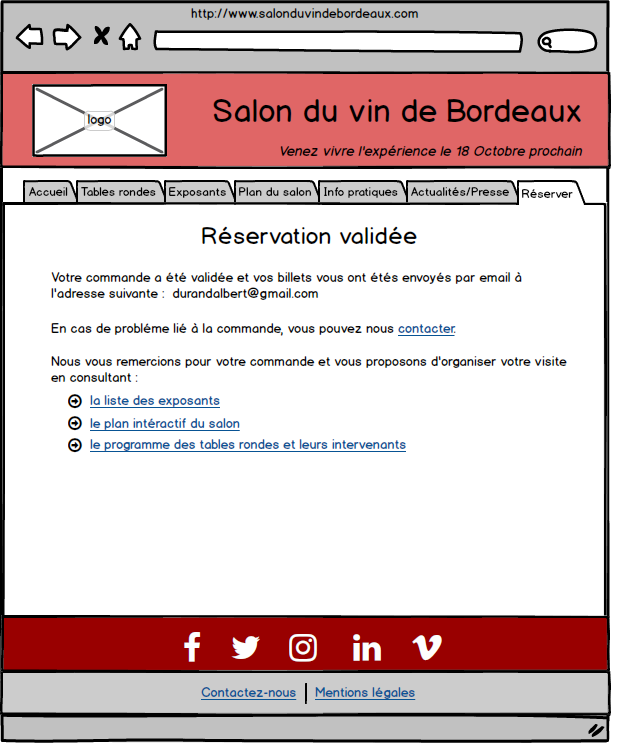 http://www.salonduvindebordeaux.com
logo
Salon du vin de Bordeaux
Venez vivre l'expérience le 18 Octobre prochain
Accueil Tables rondes Exposants Plan du salon Info pratiques Actualités/Presse Réserver
Réservation validée
Votre commande a été validée et vos billets vous ont étés envoyés par email à
l'adresse suivante : durandalbert@gmail.com
En cas de probléme lié à la commande, vous pouvez nous contacter.
Nous vous remercions pour votre commande et vous proposons d'organiser votre visite
en consultant :
la liste des exposants
le plan intéractif du salon
le programme des tables rondes et leurs intervenants
Contactez-nous | Mentions légales